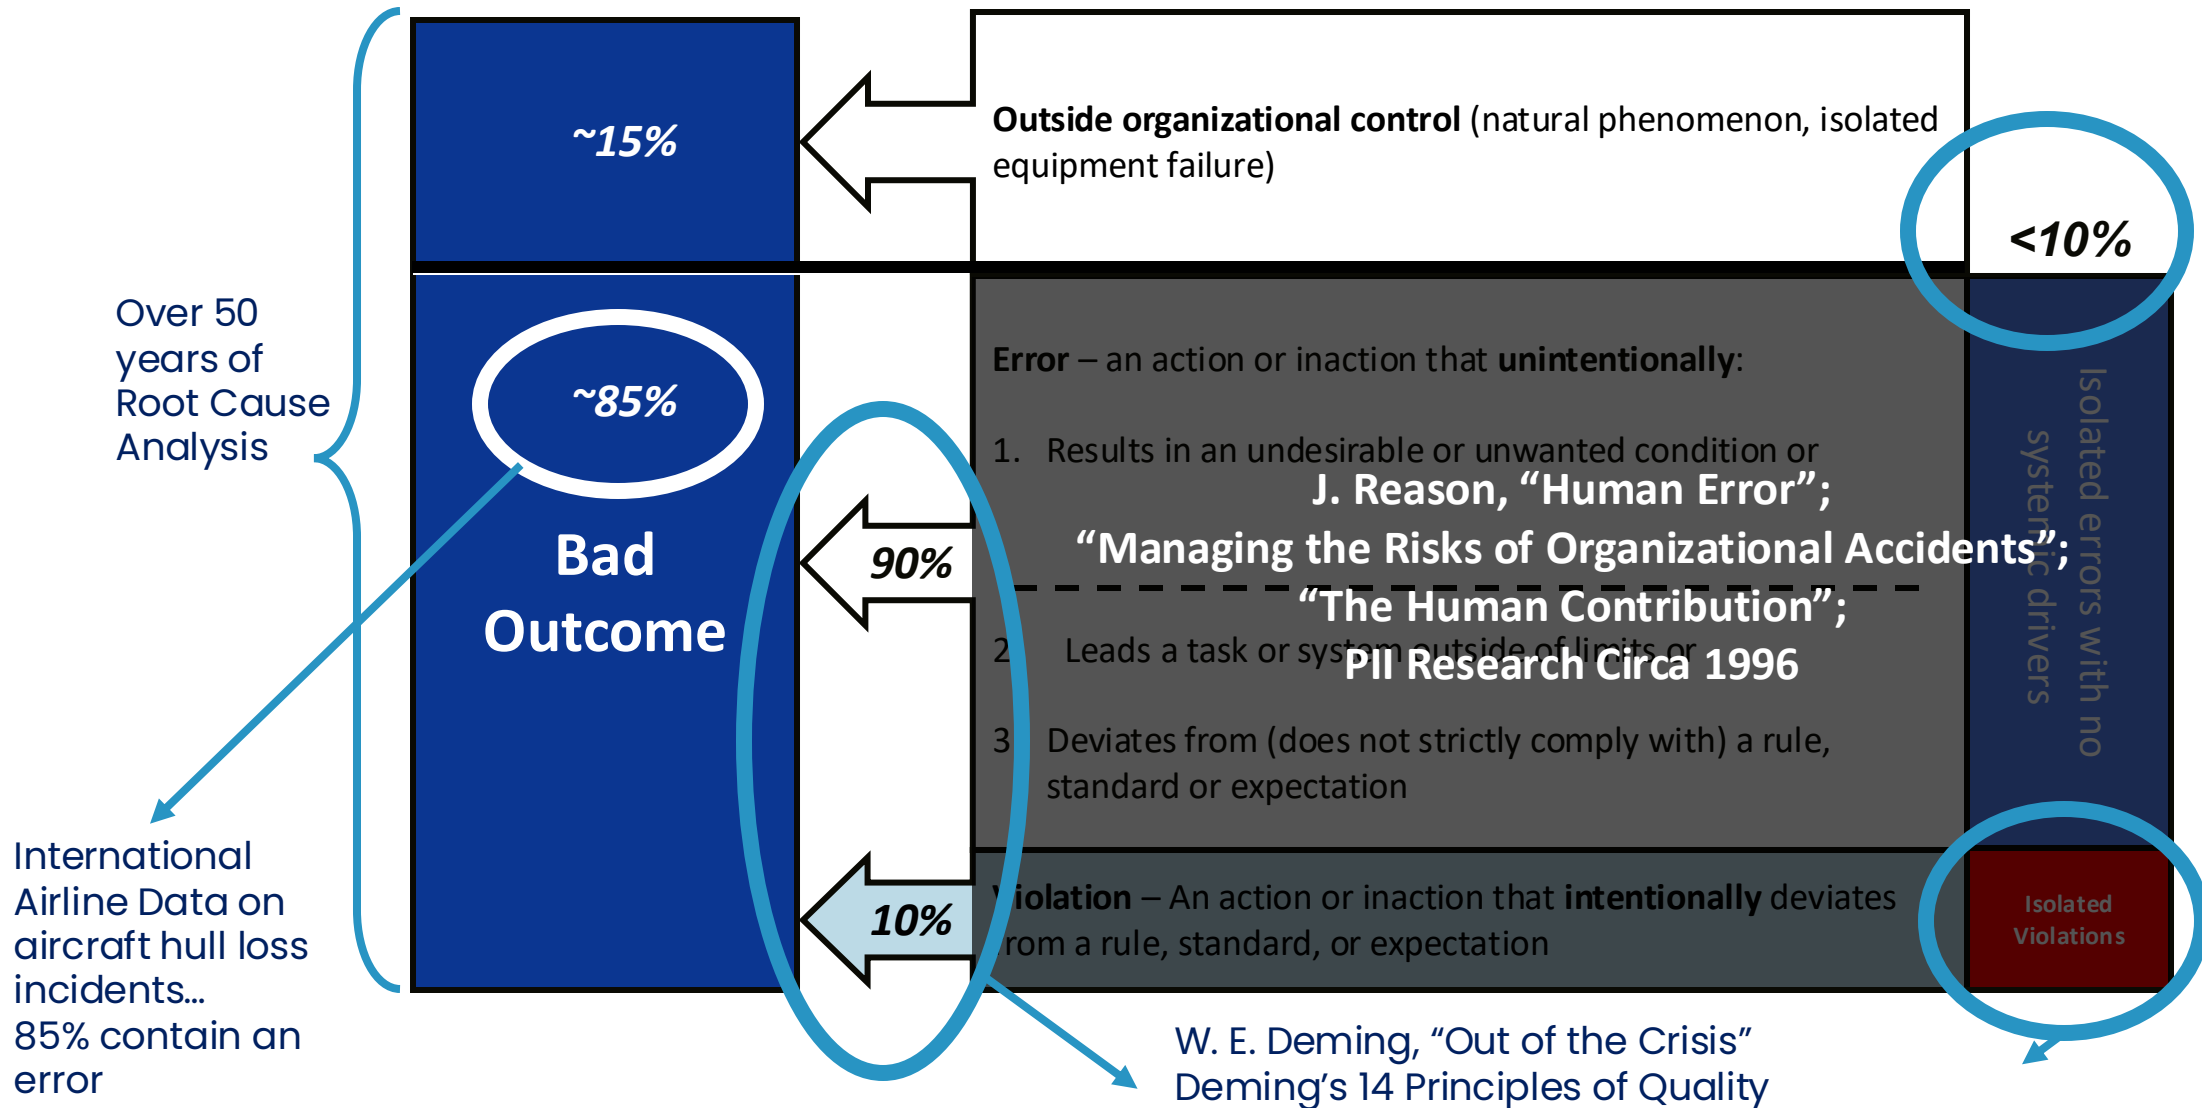 ~15%
Outside organizational control (natural phenomenon, isolated
equipment failure)
<10%
Over 50
years of
Root Cause
Analysis
~85%
Bad
Outcome
Error – an action or inaction that unintentionally:
1. Results in an undesirable or unwanted condition or
J. Reason, “Human Error”;
“Managing the Risks of Organizational Accidents”;
“The Human Contribution”;
PII Research Circa 1996
90%
2. Leads a task or system outside of limits or
3. Deviates from (does not strictly comply with) a rule,
standard or expectation
Isolated errors with no
systemic drivers
10%
Violation – An action or inaction that intentionally deviates
from a rule, standard, or expectation
Isolated
Violations
International
Airline Data on
aircraft hull loss
incidents...
85% contain an
error
W. E. Deming, “Out of the Crisis”
Deming’s 14 Principles of Quality